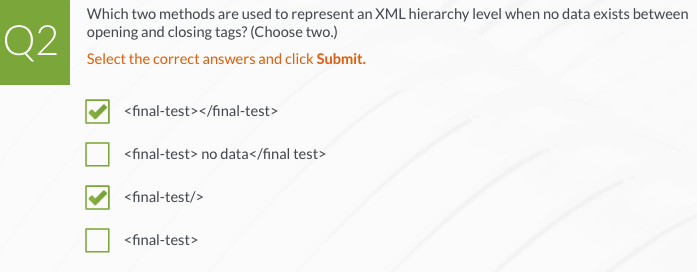 Q2
Which two methods are used to represent an XML hierarchy level when no data exists between
opening and closing tags? (Choose two.)
Select the correct answers and click Submit.
<final-test></final-test>
<final-test> no data</final test>
<final-test/>
<final-test>